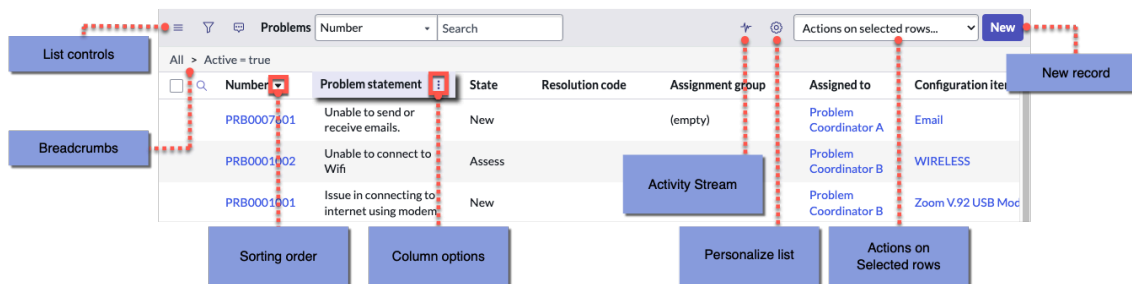 Problems Number Search Actions on selected rows... New
List controls
All > Active = true
New record
Number Problem statement State Resolution code Assignment group Assigned to Configuration iter
PRB0007601 Unable to send or receive emails. New (empty) Problem Coordinator A Email
Breadcrumbs
PRB0001002 Unable to connect to Wifi Assess Problem Coordinator B WIRELESS
Activity Stream
PRB0001001 Issue in connecting to internet using modem New Problem Coordinator B Zoom V.92 USB Mod
Sorting order
Column options
Personalize list
Actions on
Selected rows